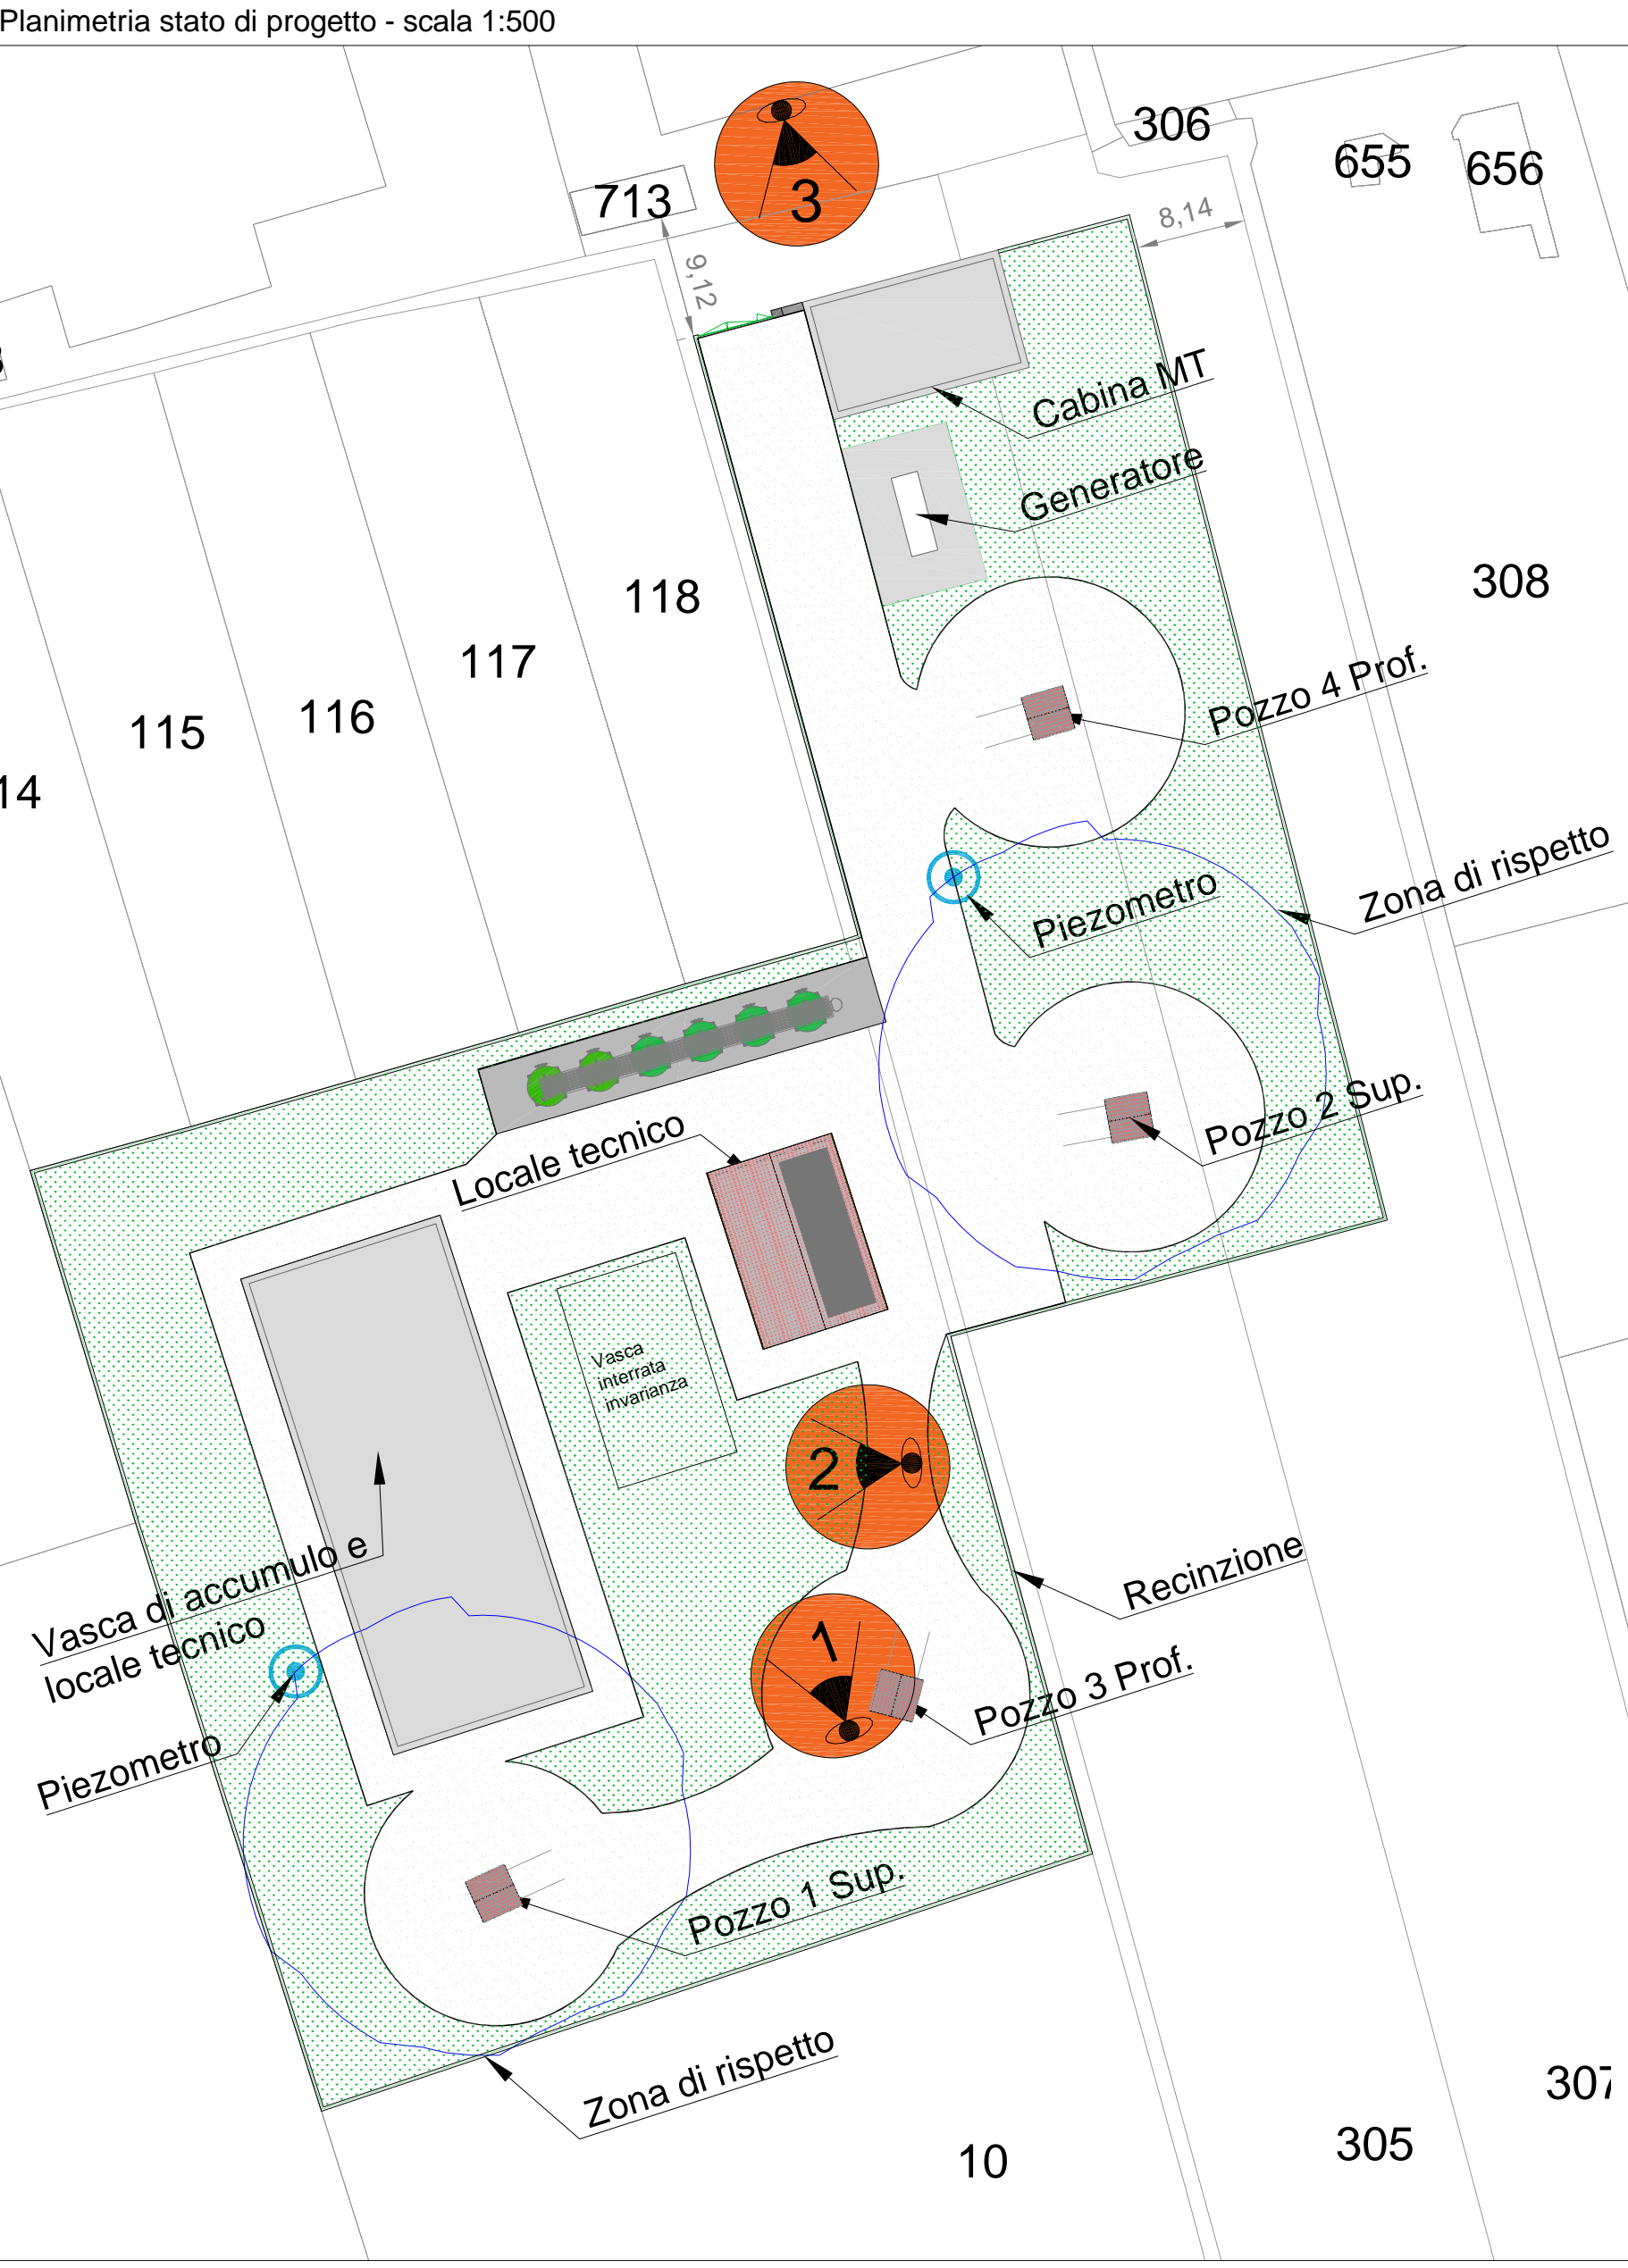 Planimetria stato di progetto - scala 1:500
306
655
656
713
3
8,14
9,12
Cabina MT
Generatore
308
118
117
116
115
14
Pozzo 4 Prof.
Zona di rispetto
Piezometro
Pozzo 2 Sup.
Locale tecnico
Vasca
interrata
invarianza
2
Recinzione
Vasca di accumulo e
locale tecnico
1
Pozzo 3 Prof.
Piezometro
Pozzo 1 Sup.
Zona di rispetto
307
305
10